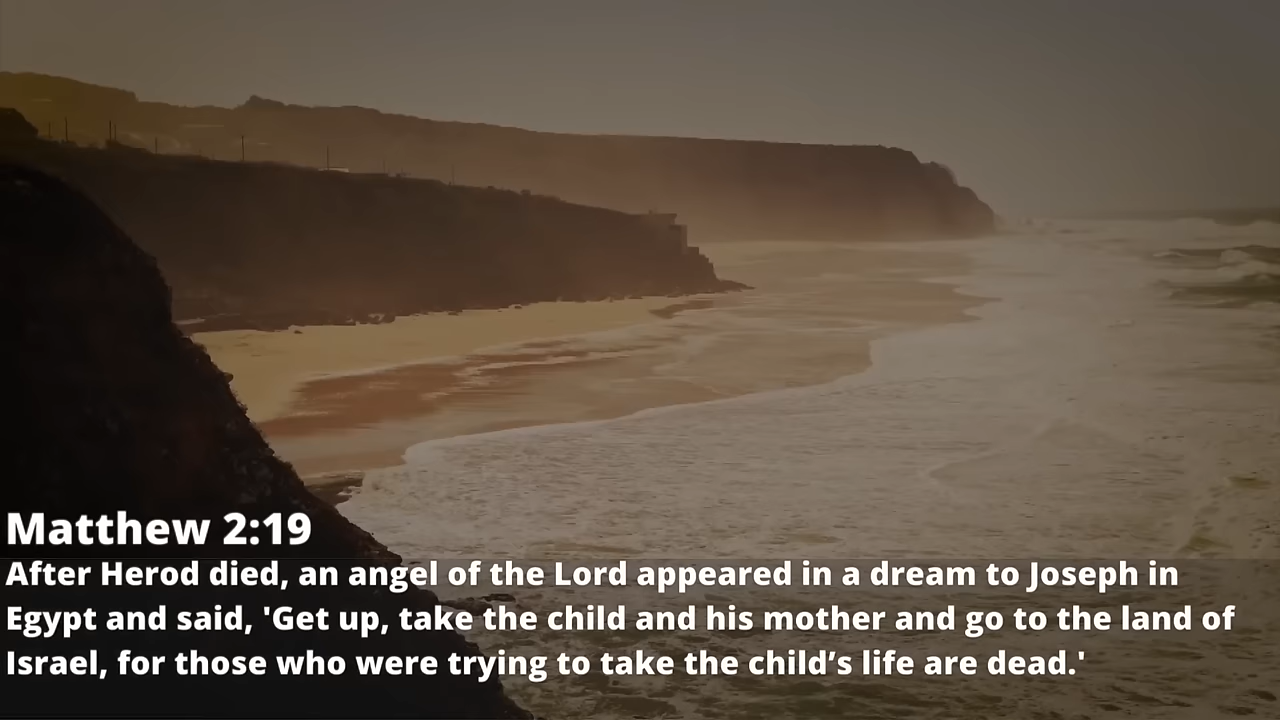 Matthew 2:19
After Herod died, an angel of the Lord appeared in a dream to Joseph in
Egypt and said, 'Get up, take the child and his mother and go to the land of
Israel, for those who were trying to take the child’s life are dead.'